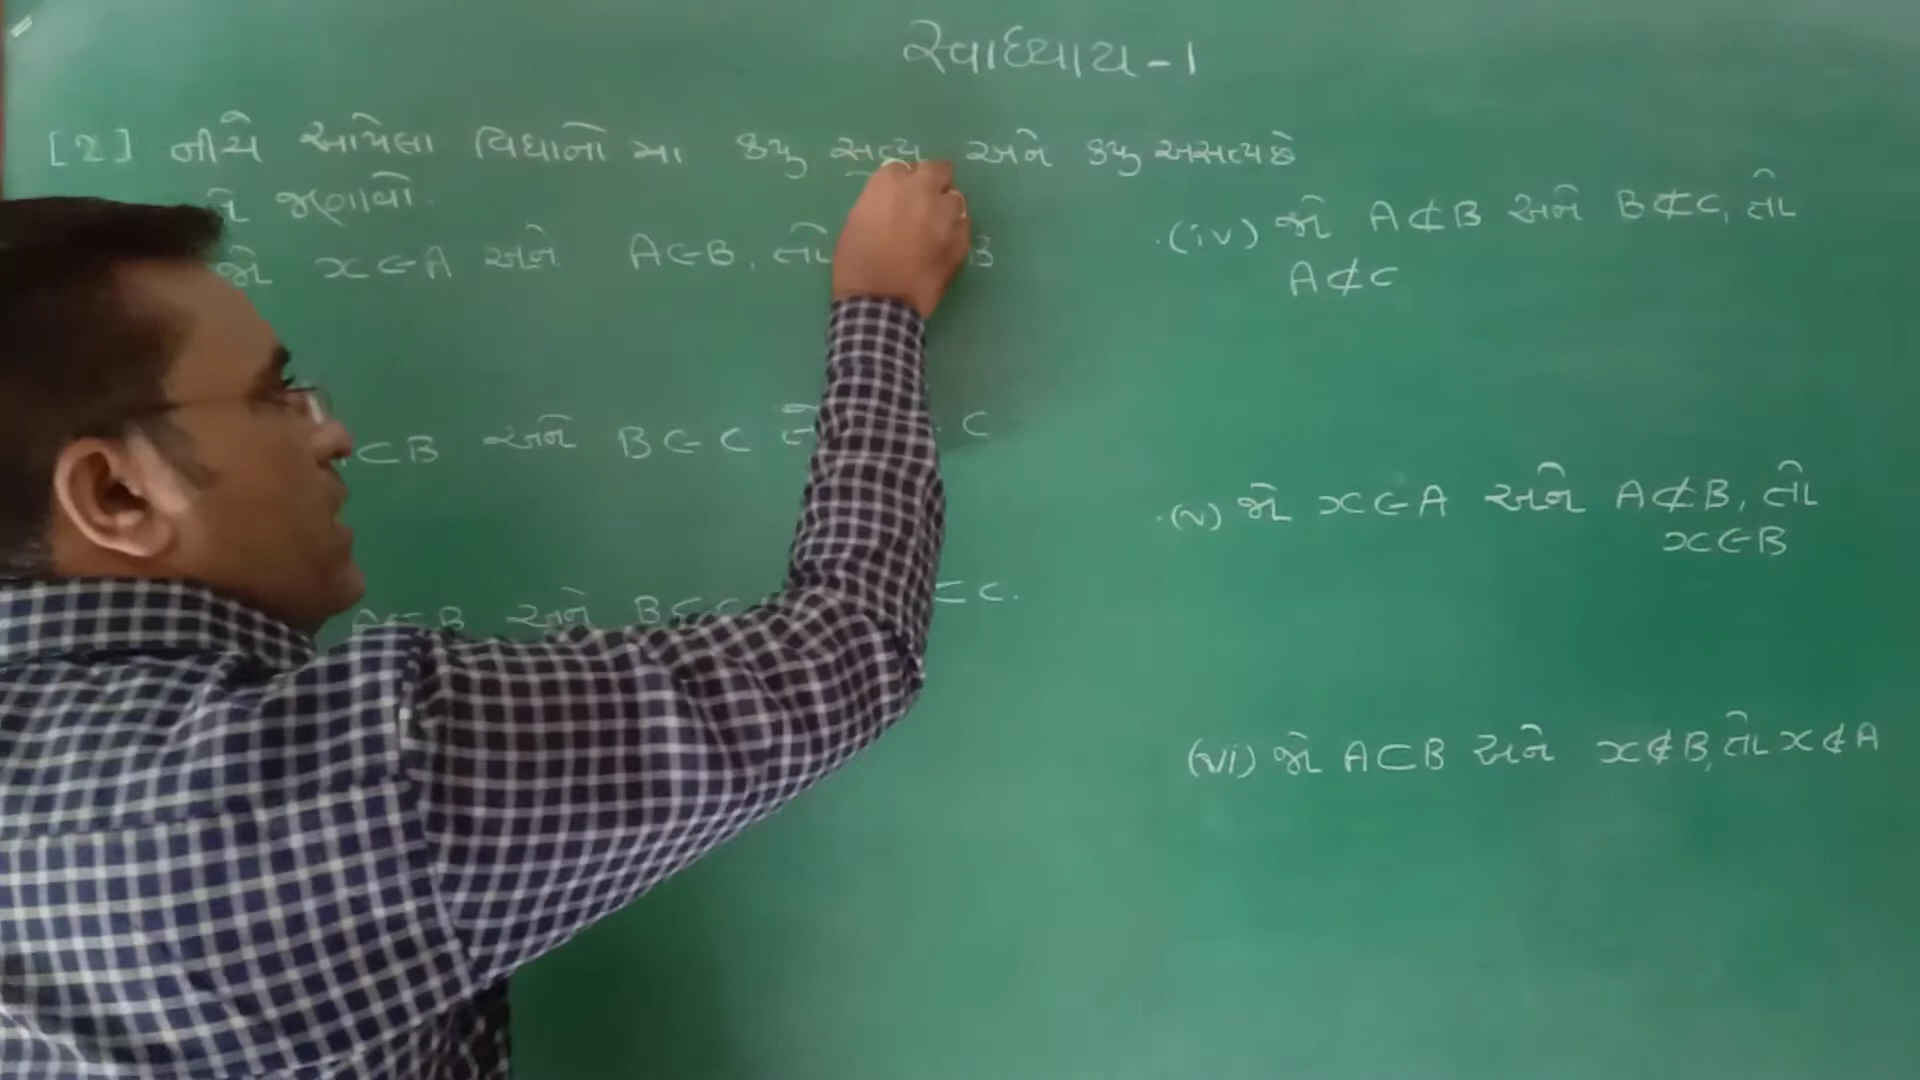 સ્વાધ્યાય-1
[2] નીચે આપેલા વિધાનો મા કયુ સત્ય અને કયુ અસત્ય છે
જણાવો.
જો x∈A અને A∈B, તો B
⊂B અને B∈C તો C
A⊂B અને B⊂C ⊂C.
(iv) જો A⊄B અને B⊄C, તો
A⊄C
(v) જો x∈A અને A⊄B, તો
x∈B
(vi) જો A⊂B અને x∉B, તો x∉A